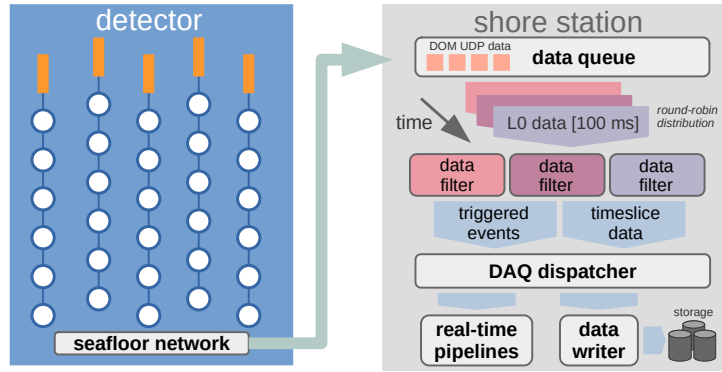 detector
seafloor network
shore station
DOM UDP data
data queue
time
L0 data [100 ms]
round-robin
distribution
data
filter
data
filter
data
filter
triggered
events
timeslice
data
DAQ dispatcher
real-time
pipelines
data
writer
storage